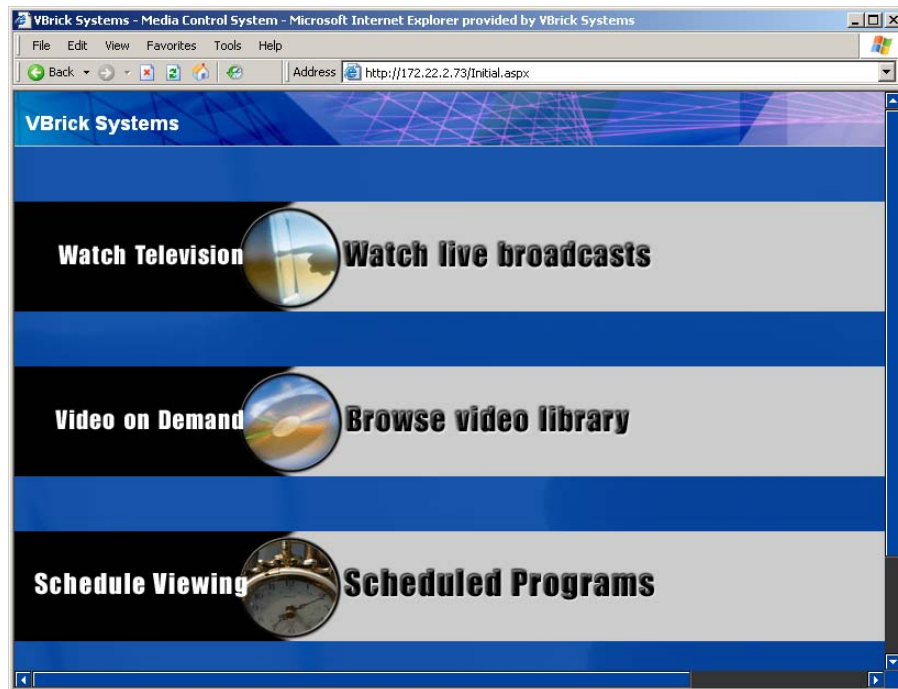 VBrick Systems - Media Control System - Microsoft Internet Explorer provided by VBrick Systems
File Edit View Favorites Tools Help
Back Address http://172.22.2.73/Initial.aspx
VBrick Systems
Watch Television Watch live broadcasts
Video on Demand Browse video library
Schedule Viewing Scheduled Programs